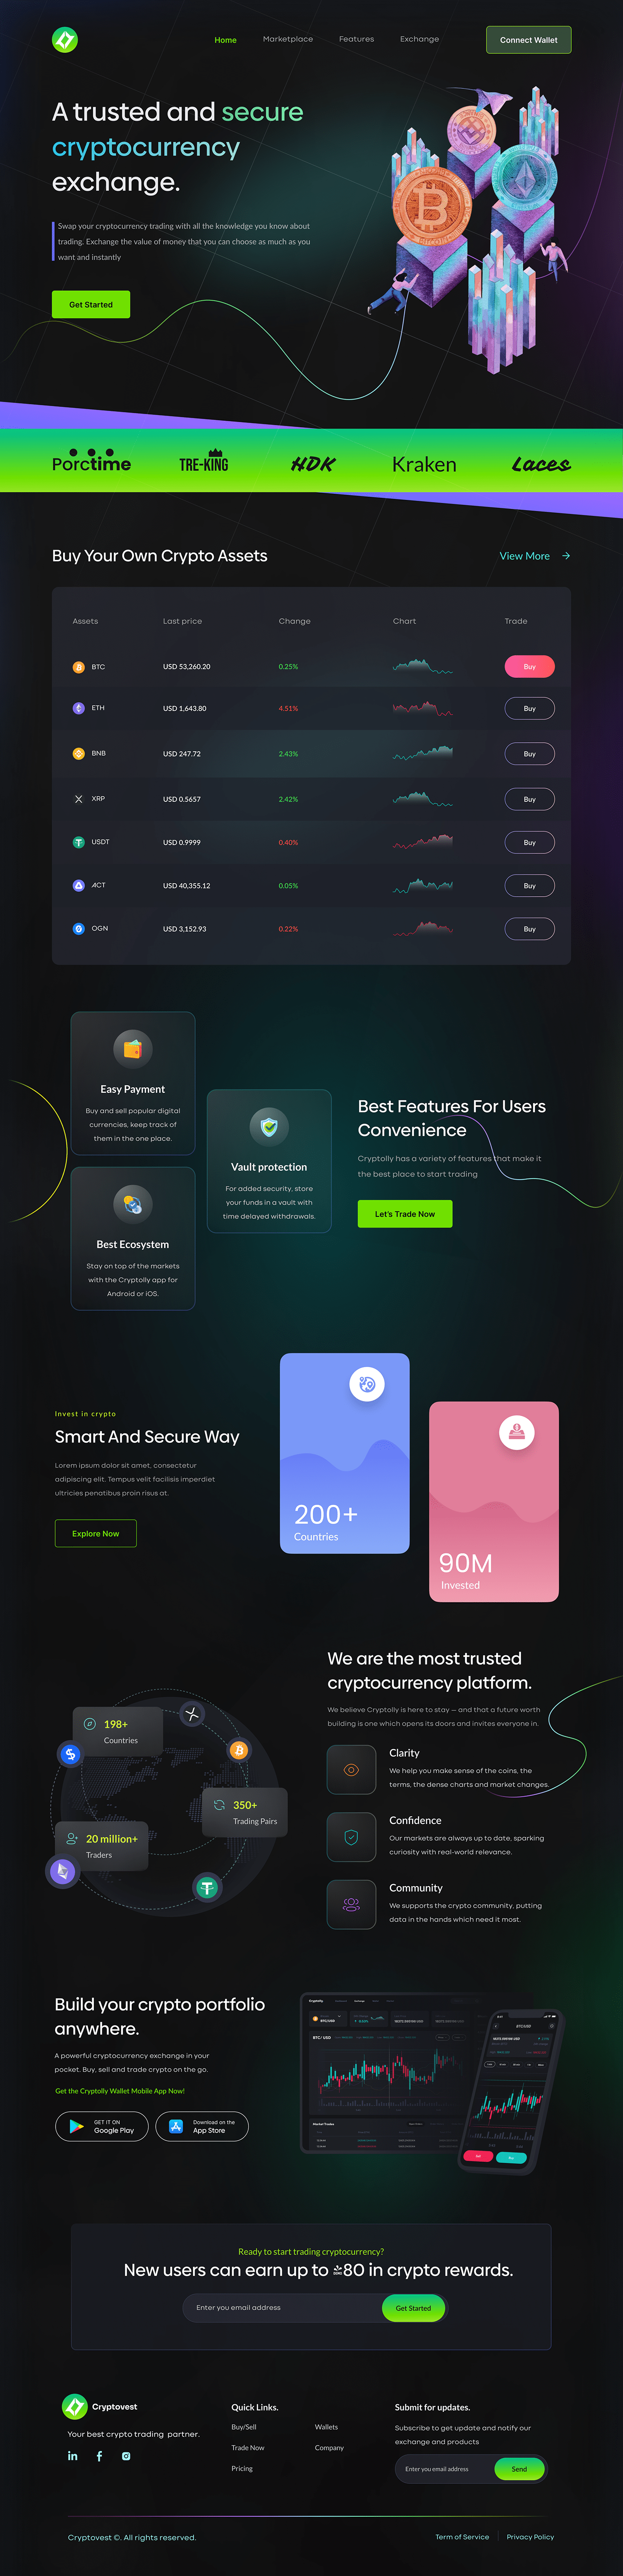 Home Marketplace Features Exchange Connect Wallet
A trusted and secure
cryptocurrency
exchange.
Swap your cryptocurrency trading with all the knowledge you know about
trading. Exchange the value of money that you can choose as much as you
want and instantly
Get Started
Porctime TRE-KING HDK Kraken Laces
Buy Your Own Crypto Assets View More
Assets Last price Change Chart Trade
BTC USD 53,260.20 0.25% Buy
ETH USD 1,643.80 4.51% Buy
BNB USD 247.72 2.43% Buy
XRP USD 0.5657 2.42% Buy
USDT USD 0.9999 0.40% Buy
ACT USD 40,355.12 0.05% Buy
OGN USD 3,152.93 0.22% Buy
Easy Payment
Buy and sell popular digital
currencies, keep track of
them in the one place.
Vault protection
For added security, store
your funds in a vault with
time delayed withdrawals.
Best Ecosystem
Stay on top of the markets
with the Cryptolly app for
Android or iOS.
Best Features For Users
Convenience
Cryptolly has a variety of features that make it
the best place to start trading
Let's Trade Now
Invest in crypto
Smart And Secure Way
Lorem ipsum dolor sit amet, consectetur
adipiscing elit. Tempus velit facilisis imperdiet
ultricies penatibus proin risus at.
Explore Now
200+
Countries
90M
Invested
198+
Countries
350+
Trading Pairs
20 million+
Traders
We are the most trusted
cryptocurrency platform.
We believe Cryptolly is here to stay — and that a future worth
building is one which opens its doors and invites everyone in.
Clarity
We help you make sense of the coins, the
terms, the dense charts and market changes.
Confidence
Our markets are always up to date, sparking
curiosity with real-world relevance.
Community
We supports the crypto community, putting
data in the hands which need it most.
Build your crypto portfolio
anywhere.
A powerful cryptocurrency exchange in your
pocket. Buy, sell and trade crypto on the go.
Get the Cryptolly Wallet Mobile App Now!
GET IT ON
Google Play
Download on the
App Store
Cryptolly
BTC/USD
BTC/ USD
Market Trades
BTC/USD
Buy
Ready to start trading cryptocurrency?
New users can earn up to 80 in crypto rewards.
Enter you email address Get Started
Cryptovest
Your best crypto trading partner.
Quick Links.
Buy/Sell Wallets
Trade Now Company
Pricing
Submit for updates.
Subscribe to get update and notify our
exchange and products
Enter you email address Send
Cryptovest ©. All rights reserved. Term of Service Privacy Policy